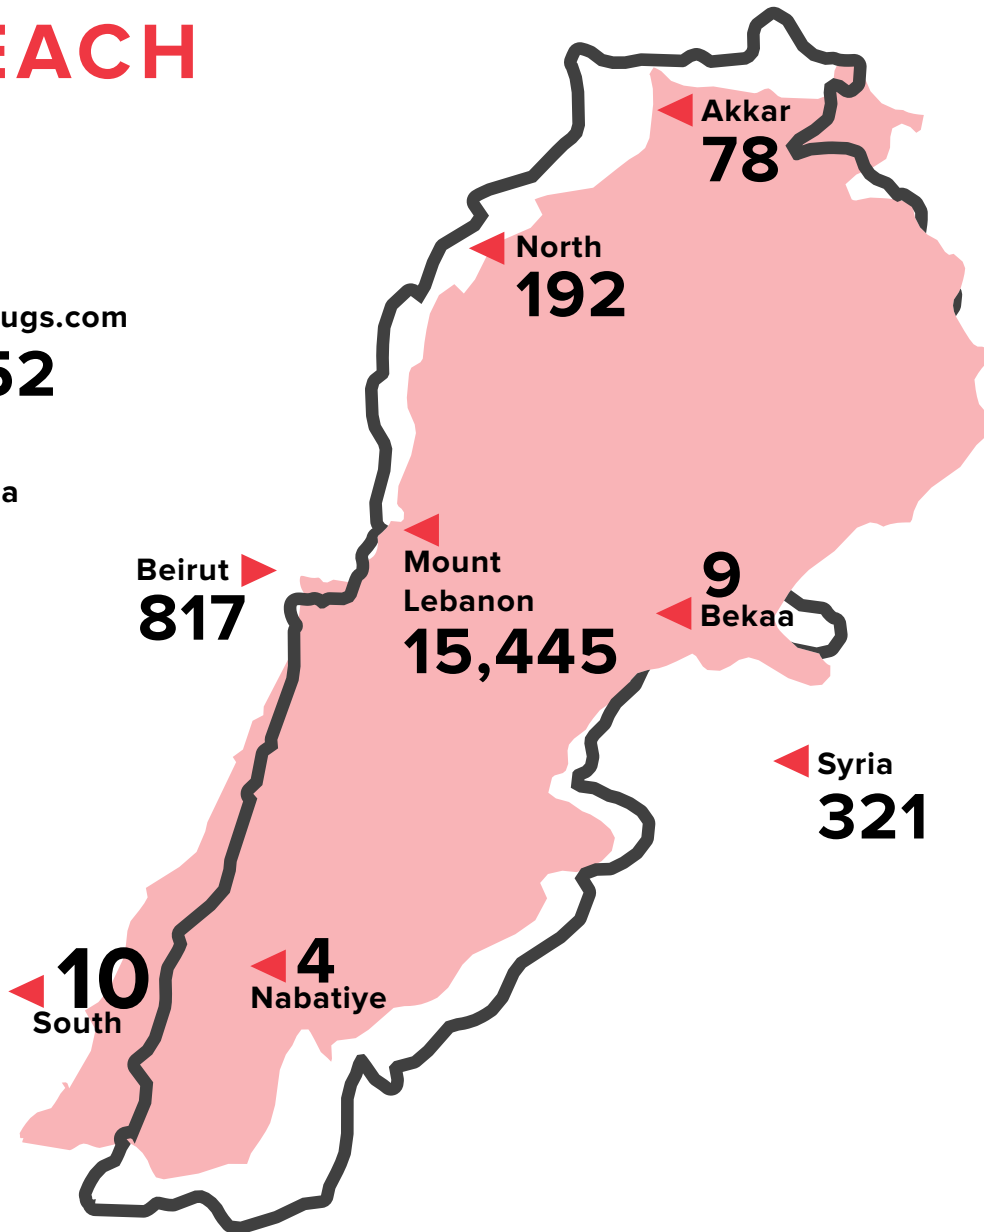 EACH
Akkar
78
North
192
ugs.com
52
a
Beirut
817
Mount
Lebanon
15,445
9
Bekaa
Syria
321
10
South
4
Nabatiye